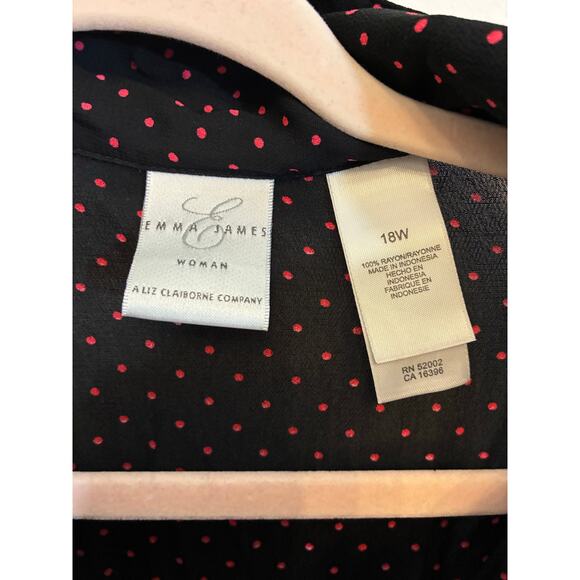 E
EMMA JAMES
WOMAN
A LIZ CLAIBORNE COMPANY
18W
100% RAYON/RAYONNE
MADE IN INDONESIA
HECHO EN
INDONESIA
FABRIQUE EN
INDONESIE
RN 52002
CA 16396